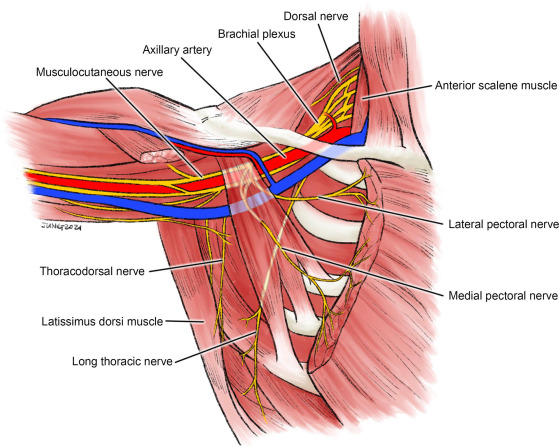 Dorsal nerve
Brachial plexus
Axillary artery
Musculocutaneous nerve
Anterior scalene muscle
JUNG2021
Lateral pectoral nerve
Thoracodorsal nerve
Medial pectoral nerve
Latissimus dorsi muscle
Long thoracic nerve